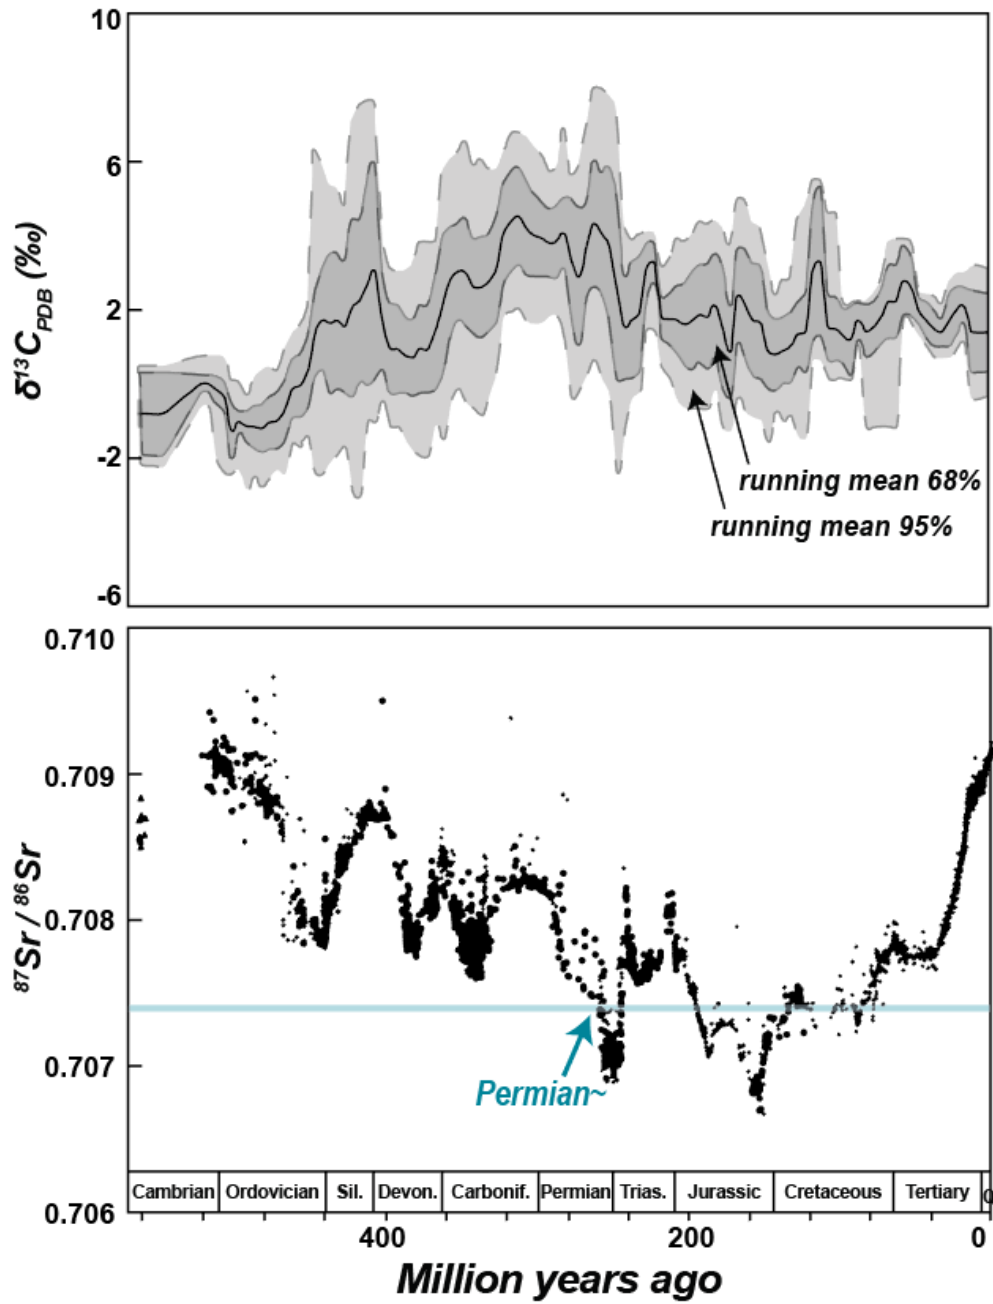 10
6
2
-2
-6
δ13CPDB (‰)
running mean 68%
running mean 95%
0.710
0.709
0.708
0.707
0.706
87Sr / 86Sr
Permian~
Cambrian Ordovician Sil. Devon. Carbonif. Permian Trias. Jurassic Cretaceous Tertiary Q
400 200 0
Million years ago